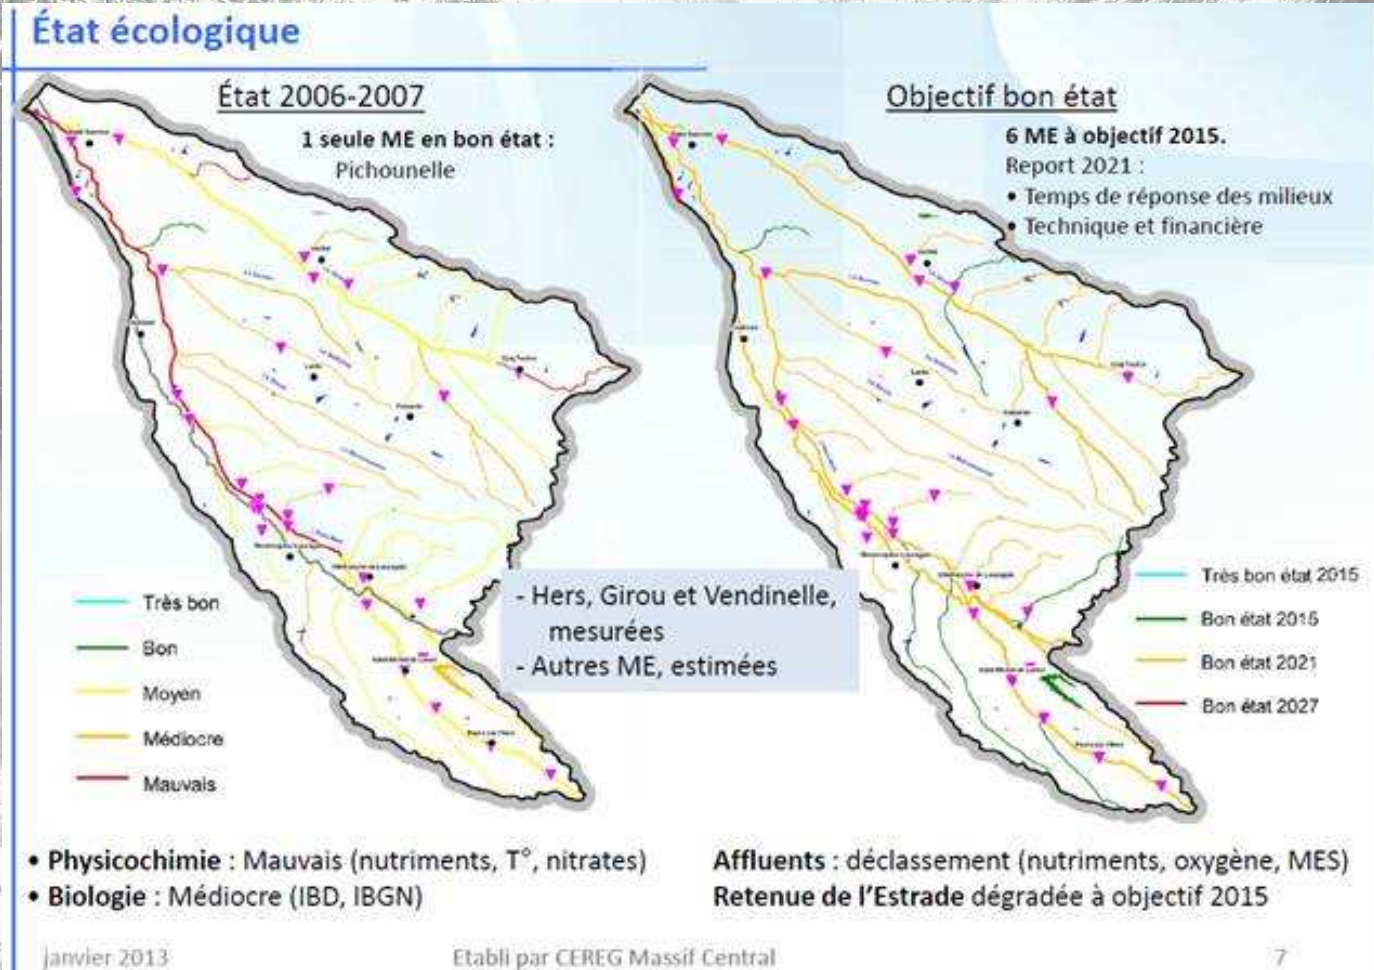 État écologique
État 2006-2007
1 seule ME en bon état :
Pichounelle
Objectif bon état
6 ME à objectif 2015.
Report 2021 :
• Temps de réponse des milieux
• Technique et financière
Très bon
Bon
Moyen
Médiocre
Mauvais
- Hers, Girou et Vendinelle,
mesurées
- Autres ME, estimées
Très bon état 2015
Bon état 2015
Bon état 2021
Bon état 2027
• Physicochimie : Mauvais (nutriments, T°, nitrates)
• Biologie : Médiocre (IBD, IBGN)
Affluents : déclassement (nutriments, oxygène, MES)
Retenue de l'Estrade dégradée à objectif 2015
janvier 2013
Etabli par CEREG Massif Central
7